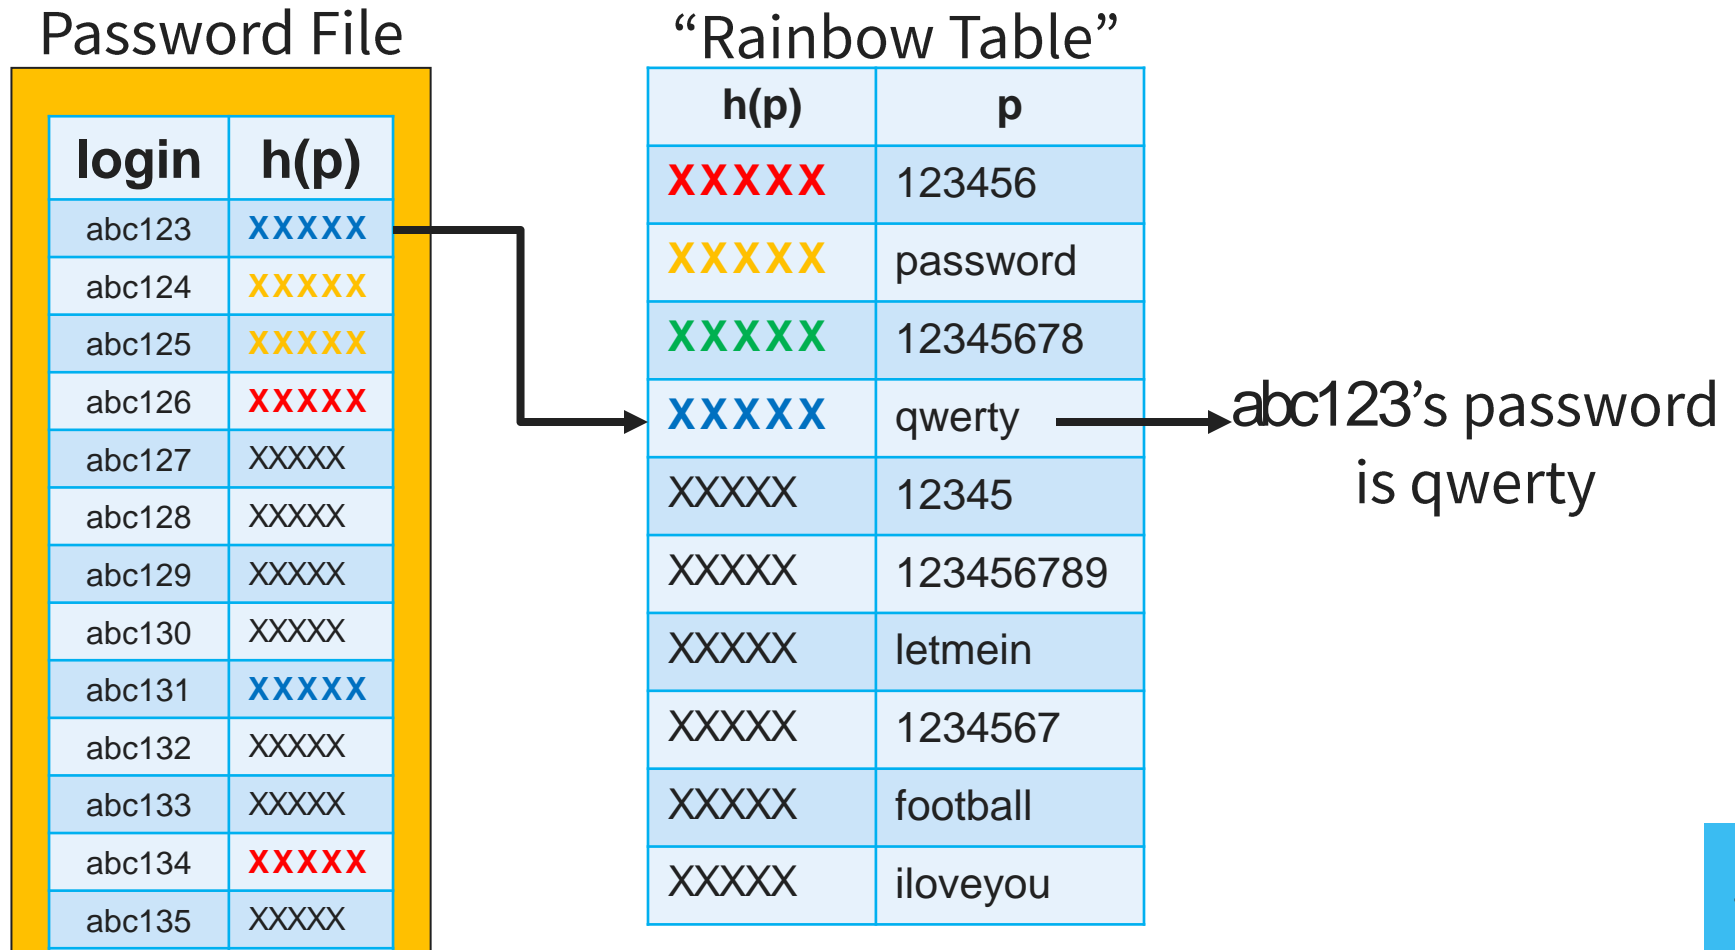 Password File
login h(p)
abc123 XXXXX
abc124 XXXXX
abc125 XXXXX
abc126 XXXXX
abc127 XXXXX
abc128 XXXXX
abc129 XXXXX
abc130 XXXXX
abc131 XXXXX
abc132 XXXXX
abc133 XXXXX
abc134 XXXXX
abc135 XXXXX
“Rainbow Table”
h(p) p
XXXXX 123456
XXXXX password
XXXXX 12345678
XXXXX qwerty
XXXXX 12345
XXXXX 123456789
XXXXX letmein
XXXXX 1234567
XXXXX football
XXXXX iloveyou
abc123’s password
is qwerty